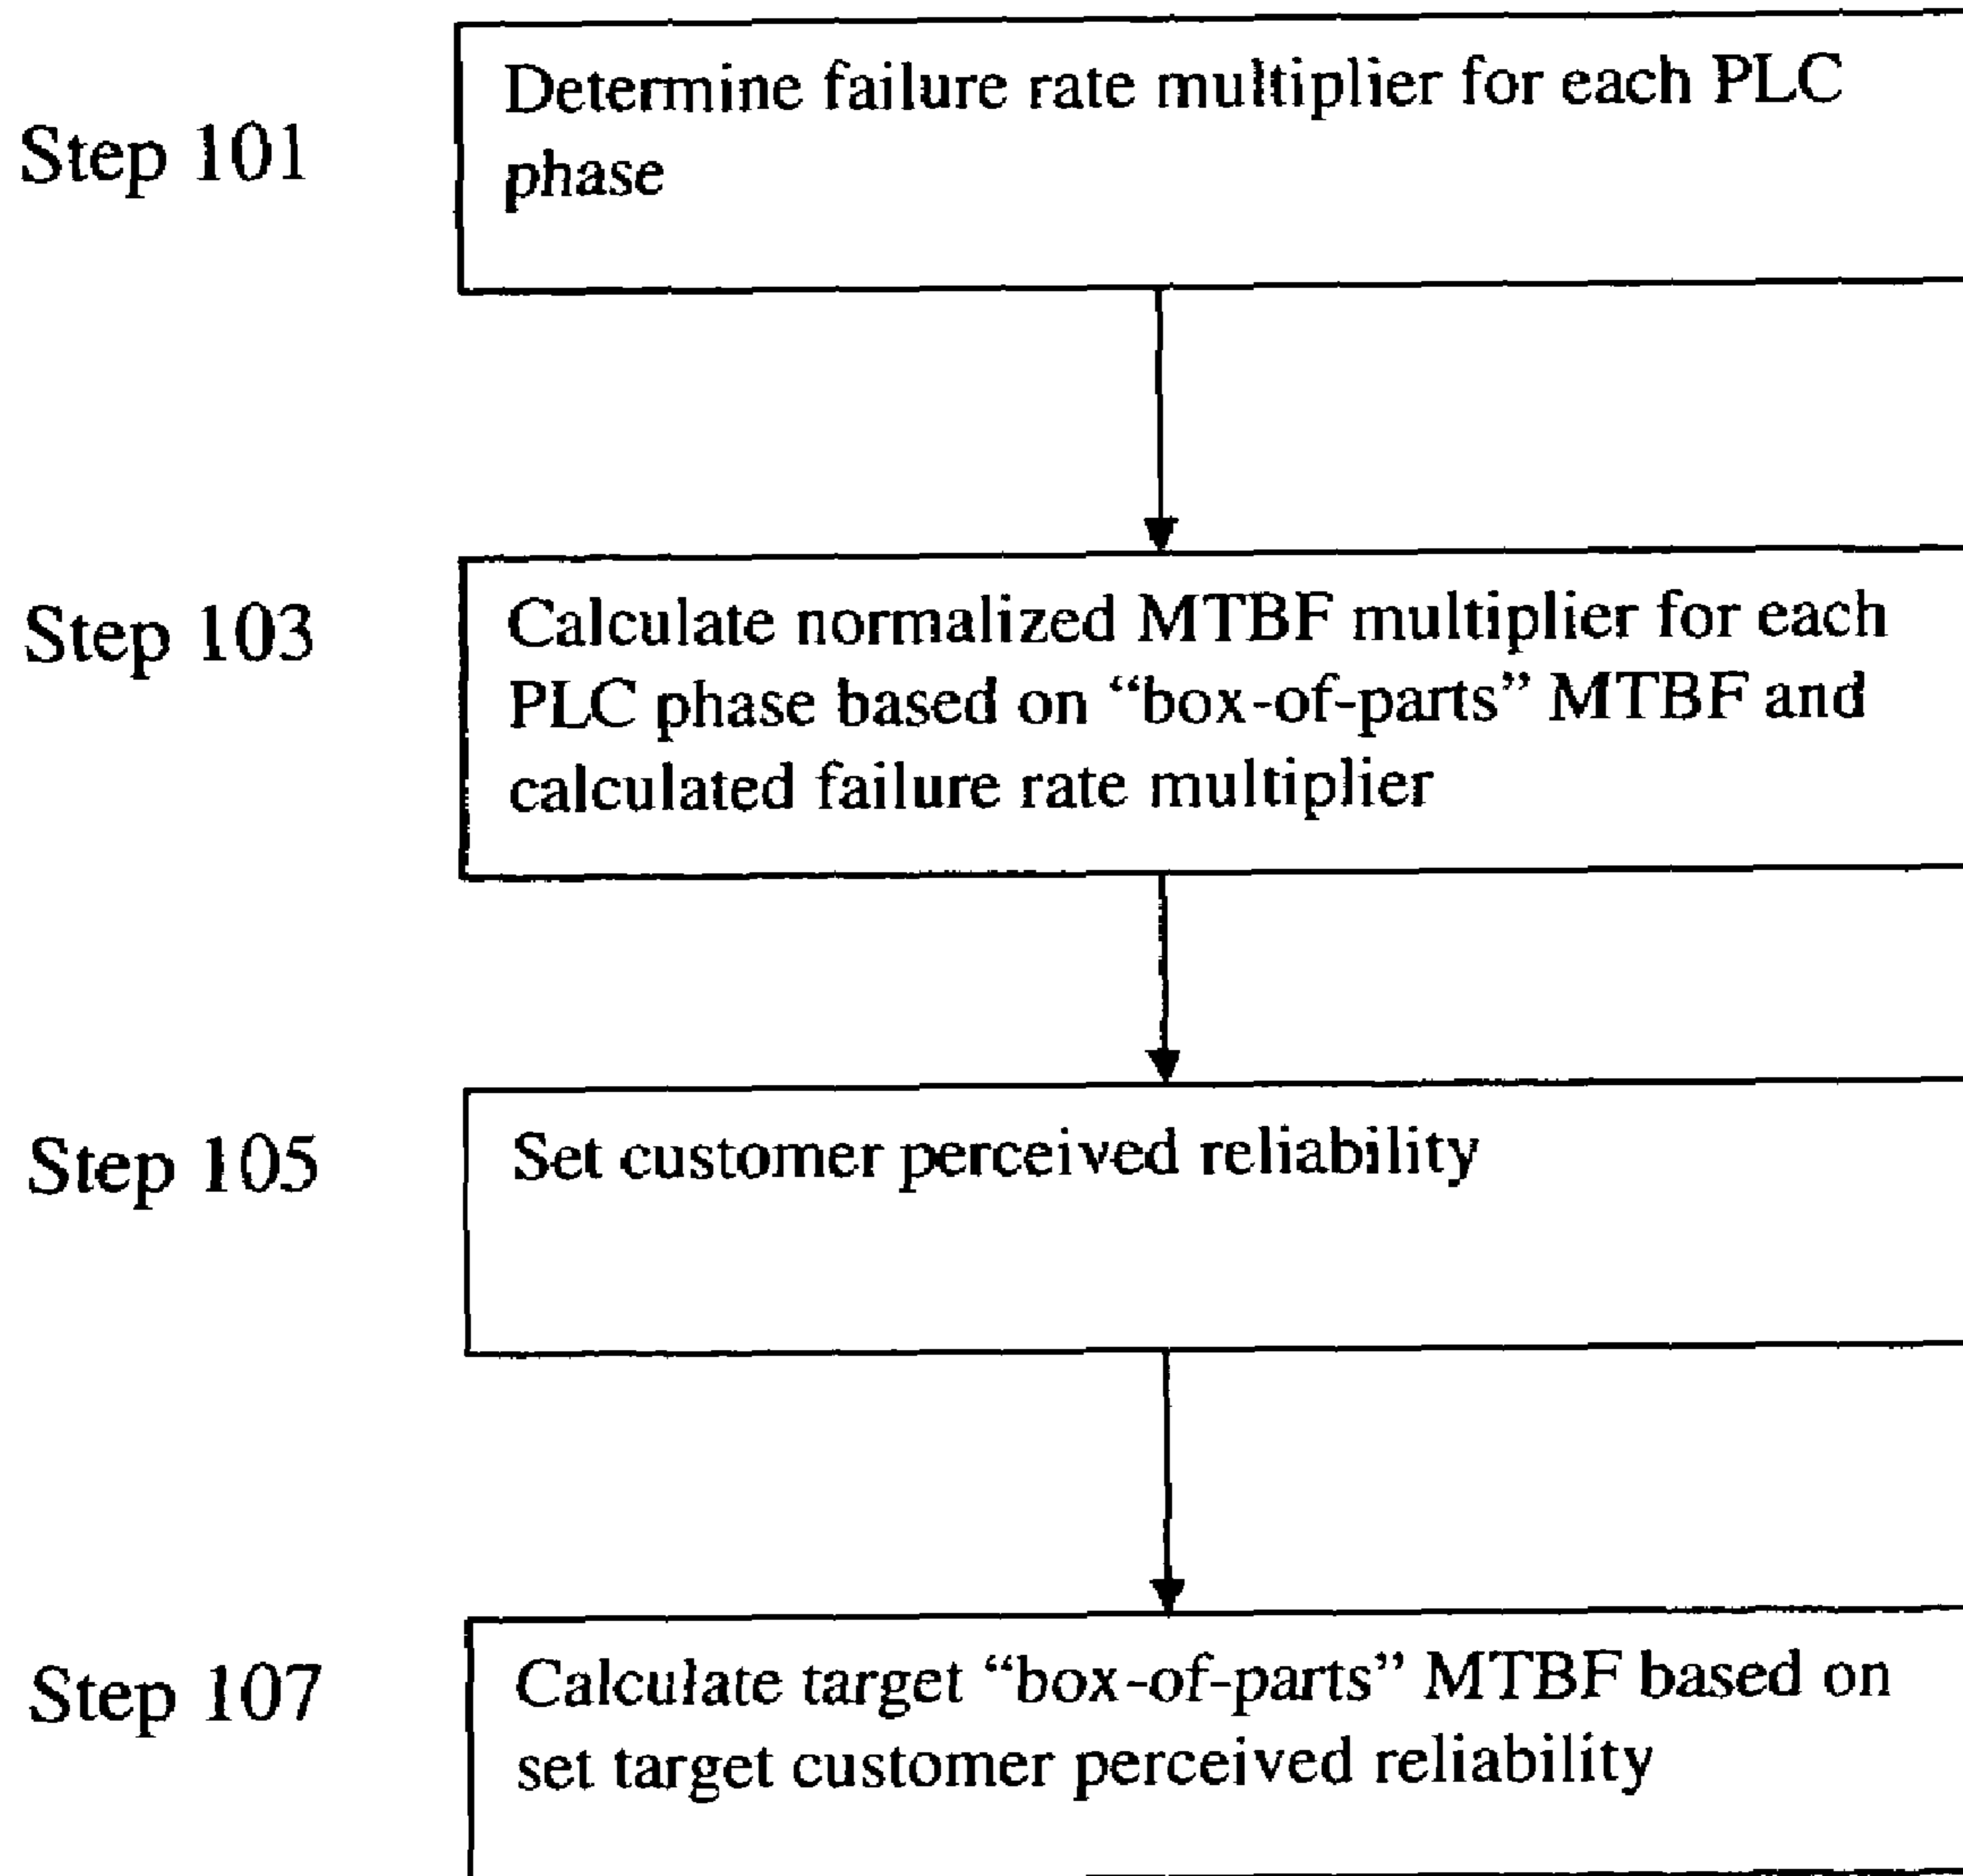 Step 101
Determine failure rate multiplier for each PLC
phase
Step 103
Calculate normalized MTBF multiplier for each
PLC phase based on “box-of-parts” MTBF and
calculated failure rate multiplier
Step 105
Set customer perceived reliability
Step 107
Calculate target “box-of-parts” MTBF based on
set target customer perceived reliability